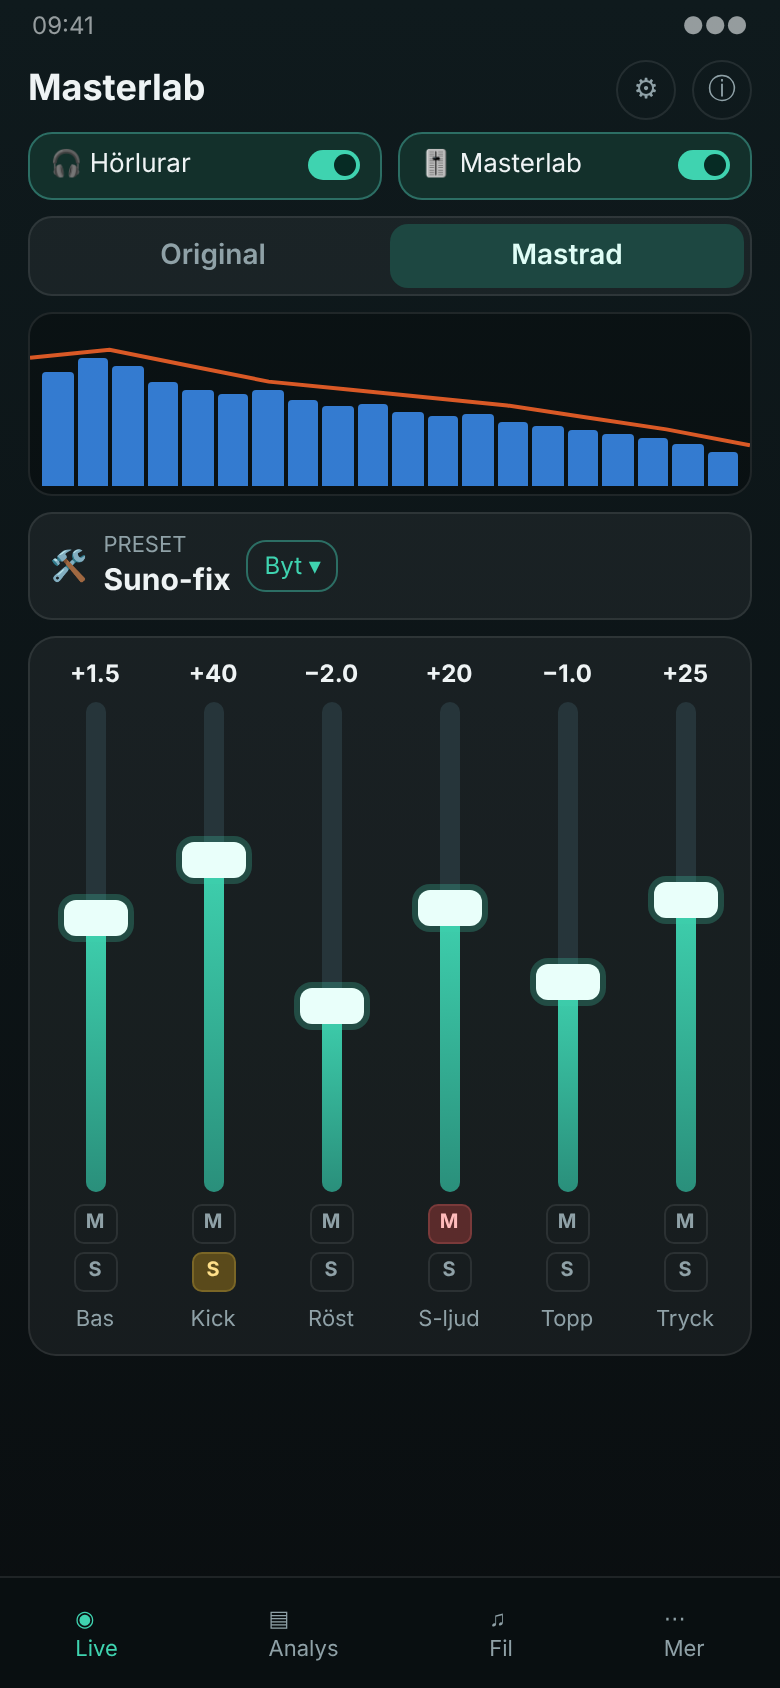 09:41
Masterlab
Hörlurar
Masterlab
Original Mastrad
PRESET
Suno-fix
Byt ▾
+1.5 +40 −2.0 +20 −1.0 +25
M M M M M M
S S S S S S
Bas Kick Röst S-ljud Topp Tryck
Live Analys Fil Mer